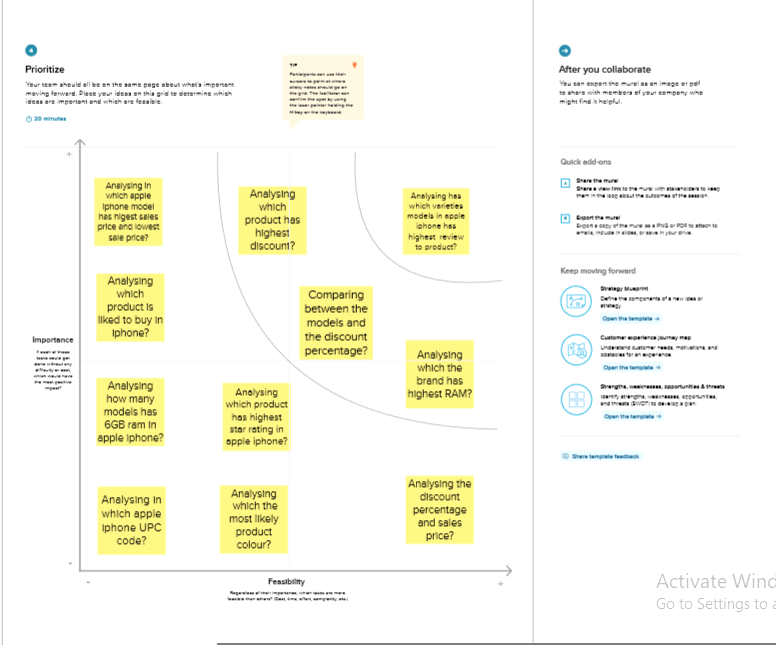 4
Prioritize
Your team should all be on the same page about what's important
moving forward. Place your ideas on this grid to determine which
ideas are important and which are feasible.
20 minutes
TIP
Participants can use their
cursors to point at where
sticky notes should go on
the grid. The facilitator can
confirm the spot by using
the laser pointer holding the
H key on the keyboard.
+
Analysing in
which apple
iphone model
has higest sales
price and lowest
sale price?
Analysing
which
product has
highest
discount?
Analysing has
which varieties
models in apple
iphone has
highest review
to product?
Analysing
which
product is
liked to buy in
iphone?
Comparing
between the
models and
the discount
percentage?
Importance
If each of these
tasks could get
done without any
difficulty or cost,
which would have
the most positive
impact?
Analysing
which the
brand has
highest RAM?
Analysing
how many
models has
6GB ram in
apple iphone?
Analysing
which product
has highest
star rating in
apple iphone?
Analysing in
which apple
iphone UPC
code?
Analysing
which the
most likely
product
colour?
Analysing the
discount
percentage
and sales
price?
-
-
Feasibility
+
Regardless of their importance, which tasks are more
feasible than others? (Cost, time, effort, complexity, etc.)
After you collaborate
You can export the mural as an image or pdf
to share with members of your company who
might find it helpful.
Quick add-ons
Share the mural
Share a view link to the mural with stakeholders to keep
them in the loop about the outcomes of the session.
Export the mural
Export a copy of the mural as a PNG or PDF to attach to
emails, include in slides, or save in your drive.
Keep moving forward
Strategy blueprint
Define the components of a new idea or
strategy.
Open the template →
Customer experience journey map
Understand customer needs, motivations, and
obstacles for an experience.
Open the template →
Strengths, weaknesses, opportunities & threats
Identify strengths, weaknesses, opportunities,
and threats (SWOT) to develop a plan.
Open the template →
Share template feedback
Activate Wind
Go to Settings to a